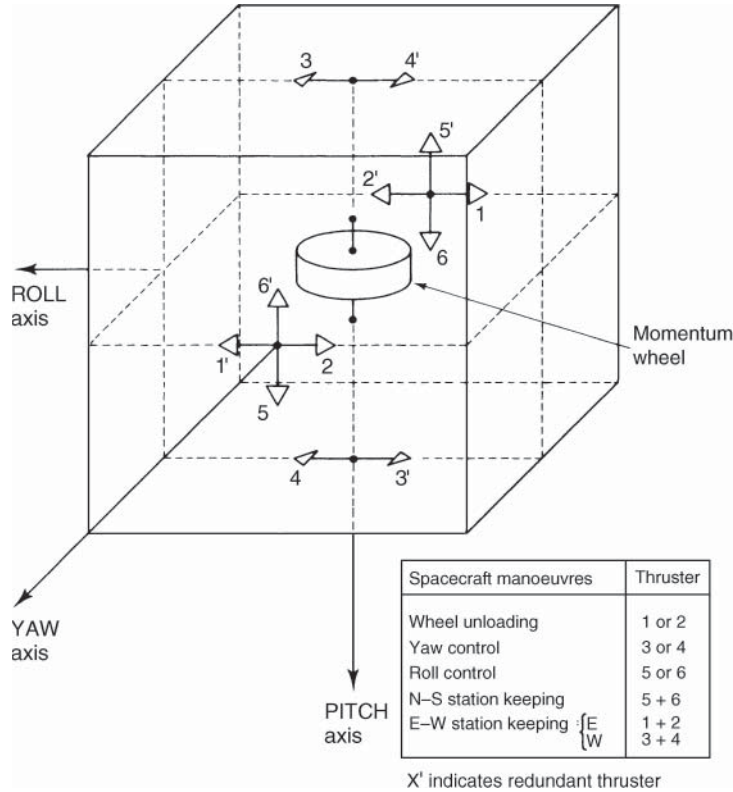 3
4'
5'
2'
1
6
ROLL
axis
6'
Momentum
wheel
1'
2
5
4
3'
YAW
axis
PITCH
axis
Spacecraft manoeuvres Thruster
Wheel unloading 1 or 2
Yaw control 3 or 4
Roll control 5 or 6
N–S station keeping 5 + 6
E–W station keeping : { E 1 + 2
W 3 + 4
X' indicates redundant thruster